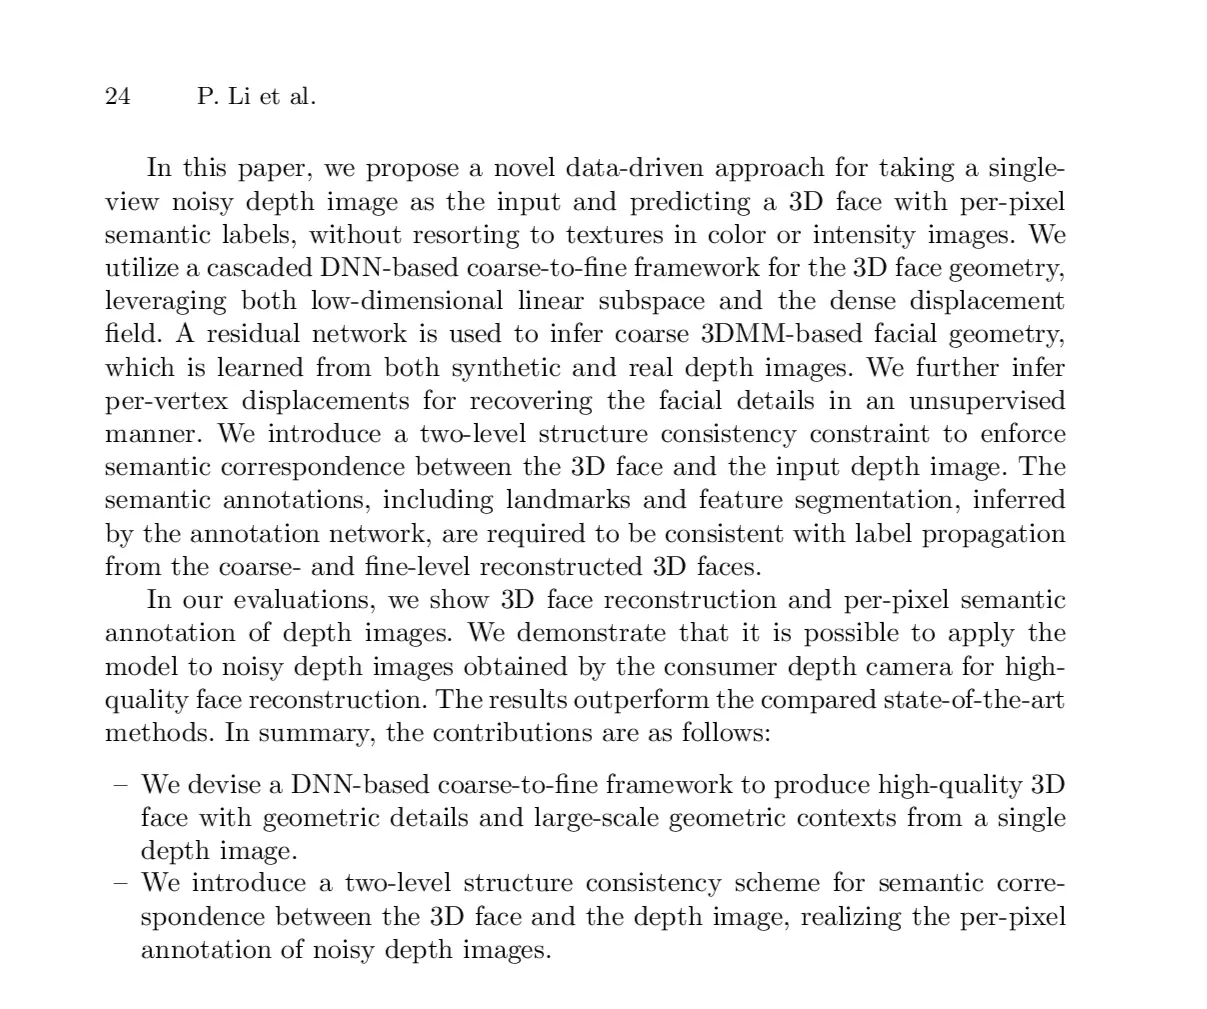 24 P. Li et al.
In this paper, we propose a novel data-driven approach for taking a single-
view noisy depth image as the input and predicting a 3D face with per-pixel
semantic labels, without resorting to textures in color or intensity images. We
utilize a cascaded DNN-based coarse-to-fine framework for the 3D face geometry,
leveraging both low-dimensional linear subspace and the dense displacement
field. A residual network is used to infer coarse 3DMM-based facial geometry,
which is learned from both synthetic and real depth images. We further infer
per-vertex displacements for recovering the facial details in an unsupervised
manner. We introduce a two-level structure consistency constraint to enforce
semantic correspondence between the 3D face and the input depth image. The
semantic annotations, including landmarks and feature segmentation, inferred
by the annotation network, are required to be consistent with label propagation
from the coarse- and fine-level reconstructed 3D faces.
In our evaluations, we show 3D face reconstruction and per-pixel semantic
annotation of depth images. We demonstrate that it is possible to apply the
model to noisy depth images obtained by the consumer depth camera for high-
quality face reconstruction. The results outperform the compared state-of-the-art
methods. In summary, the contributions are as follows:
– We devise a DNN-based coarse-to-fine framework to produce high-quality 3D
face with geometric details and large-scale geometric contexts from a single
depth image.
– We introduce a two-level structure consistency scheme for semantic corre-
spondence between the 3D face and the depth image, realizing the per-pixel
annotation of noisy depth images.